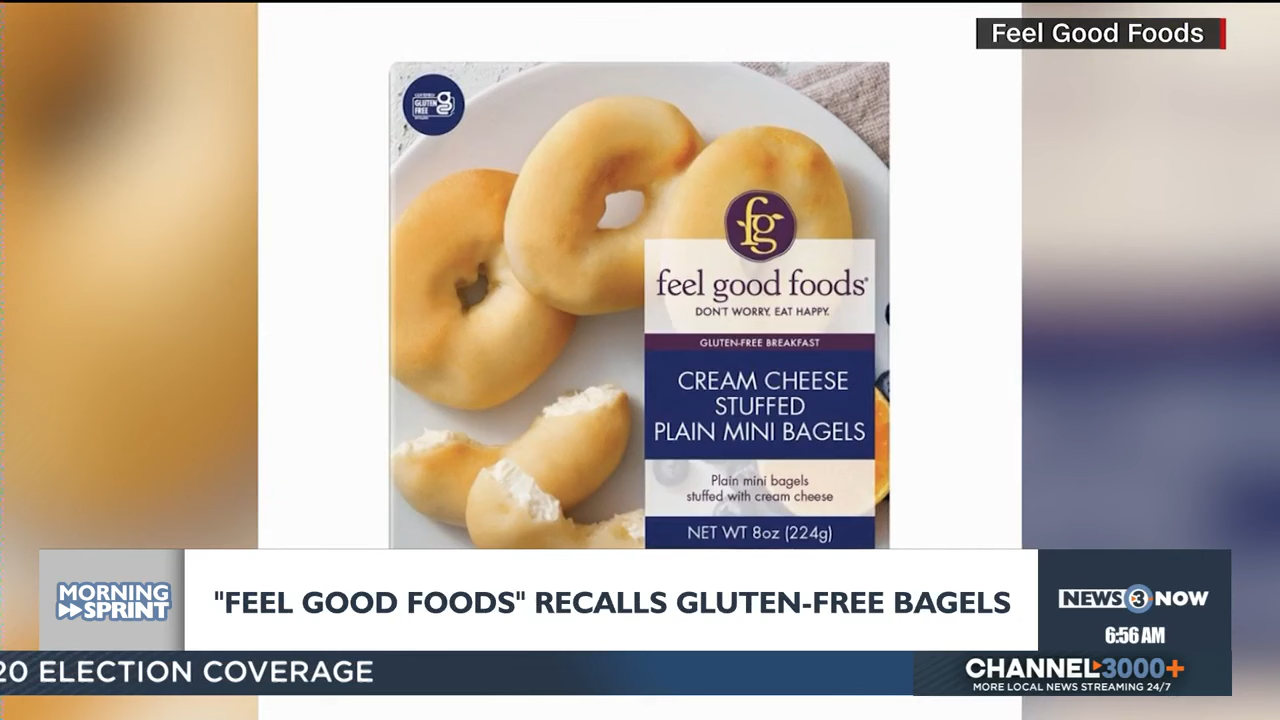 Feel Good Foods
GLUTEN
FREE
fg
feel good foods®
DON'T WORRY. EAT HAPPY.
GLUTEN-FREE BREAKFAST
CREAM CHEESE
STUFFED
PLAIN MINI BAGELS
Plain mini bagels
stuffed with cream cheese
NET WT 8oz (224g)
MORNING
SPRINT
"FEEL GOOD FOODS" RECALLS GLUTEN-FREE BAGELS
NEWS 3 NOW
6:56 AM
20 ELECTION COVERAGE
CHANNEL3000+
MORE LOCAL NEWS STREAMING 24/7